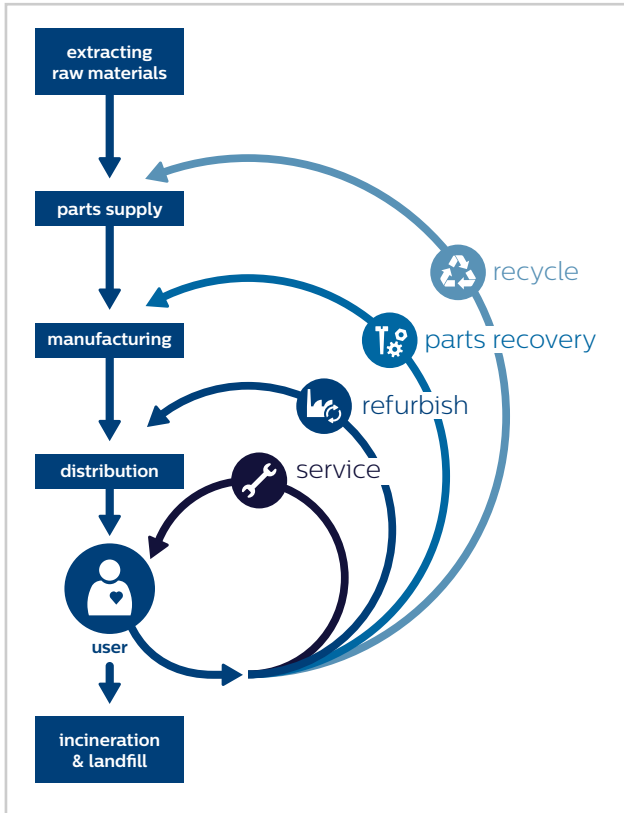 extracting
raw materials
parts supply
recycle
manufacturing
parts recovery
refurbish
distribution
service
user
incineration
& landfill